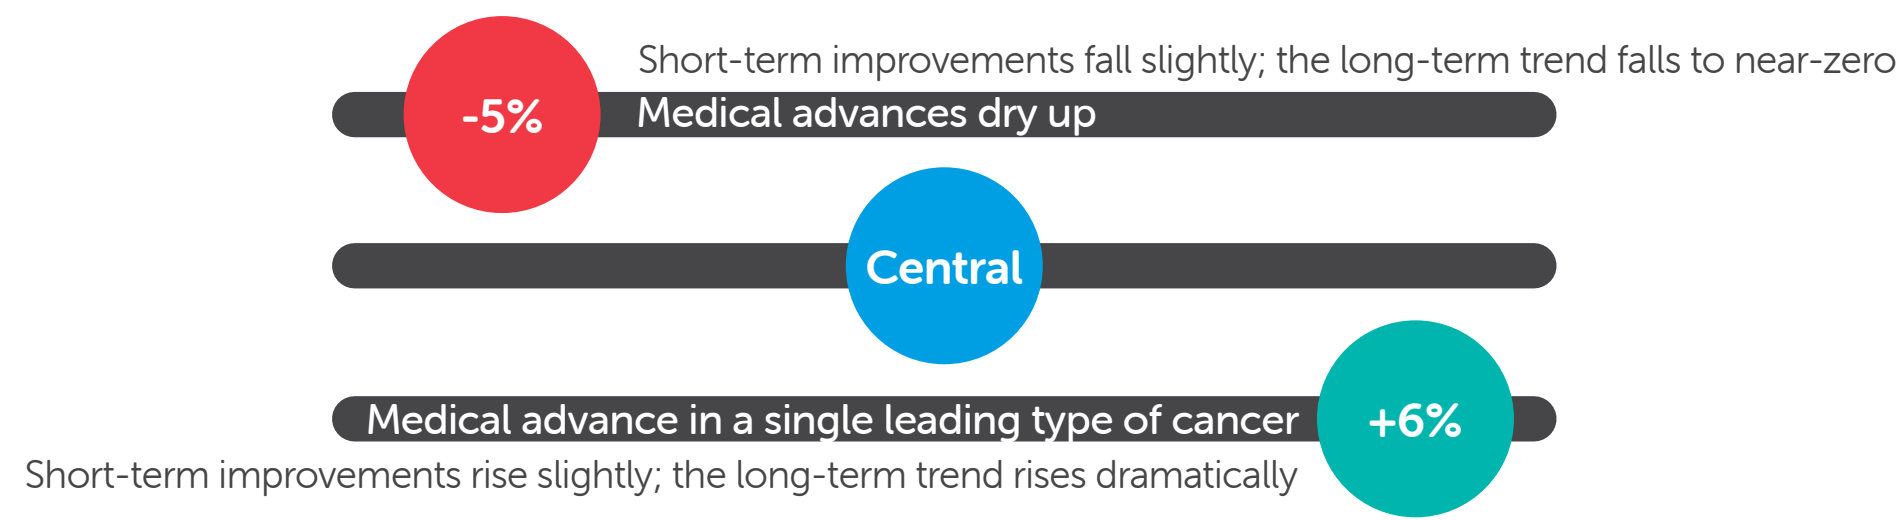 Short-term improvements fall slightly; the long-term trend falls to near-zero
-5%
Medical advances dry up
Central
Medical advance in a single leading type of cancer
+6%
Short-term improvements rise slightly; the long-term trend rises dramatically